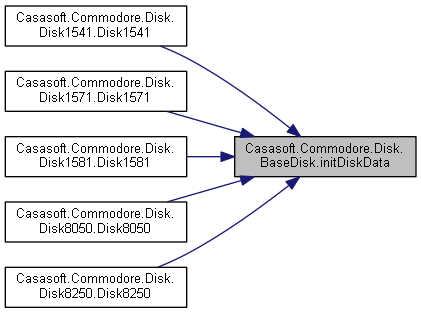 Casasoft.Commodore.Disk.
Disk1541.Disk1541
Casasoft.Commodore.Disk.
Disk1571.Disk1571
Casasoft.Commodore.Disk.
Disk1581.Disk1581
Casasoft.Commodore.Disk.
BaseDisk.initDiskData
Casasoft.Commodore.Disk.
Disk8050.Disk8050
Casasoft.Commodore.Disk.
Disk8250.Disk8250